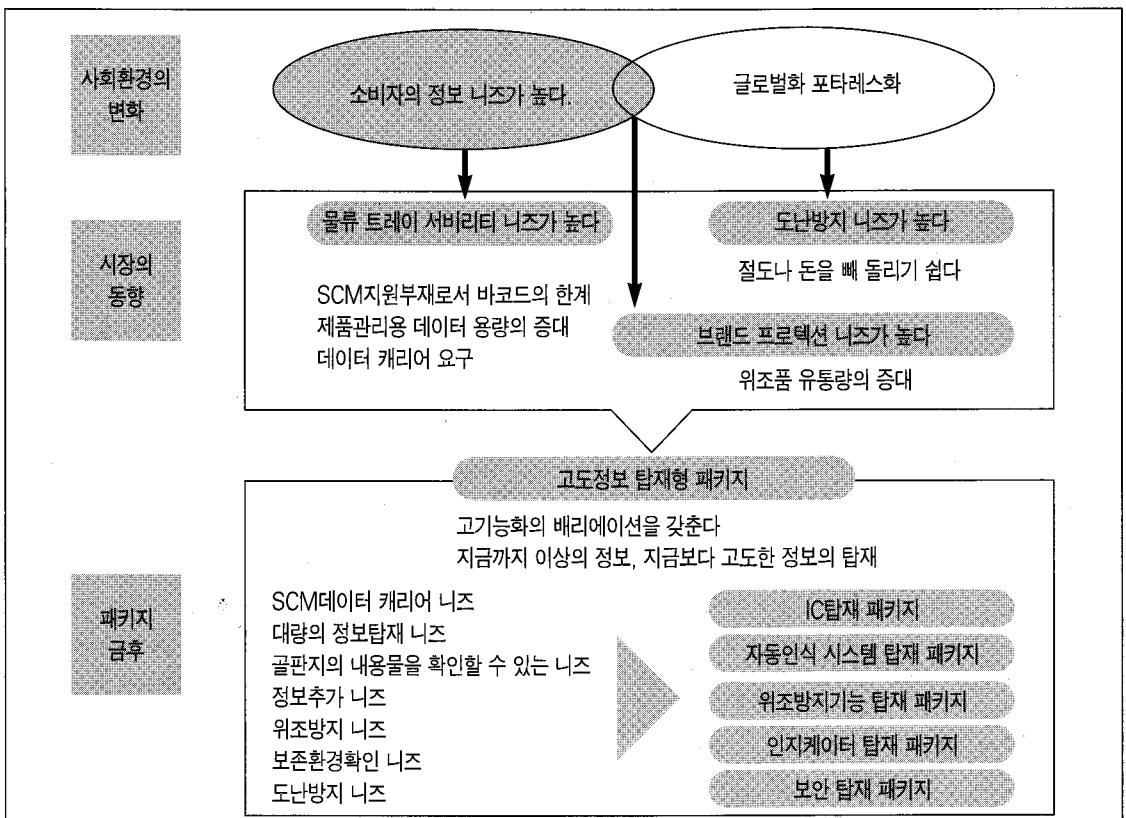 사회환경의
변화
소비자의 정보 니즈가 높다.
글로벌화 포타레스화
시장의
동향
물류 트레이 서비리티 니즈가 높다
SCM지원부재로서 바코드의 한계
제품관리용 데이터 용량의 증대
데이터 캐리어 요구
도난방지 니즈가 높다
절도나 돈을 빼 돌리기 쉽다
브랜드 프로텍션 니즈가 높다
위조품 유통량의 증대
고도정보 탑재형 패키지
고기능화의 배리에이션을 갖춘다
지금까지 이상의 정보, 지금보다 고도한 정보의 탑재
패키지
금후
SCM데이터 캐리어 니즈
대량의 정보탑재 니즈
골판지의 내용물을 확인할 수 있는 니즈
정보추가 니즈
위조방지 니즈
보존환경확인 니즈
도난방지 니즈
IC탑재 패키지
자동인식 시스템 탑재 패키지
위조방지기능 탑재 패키지
인지케이터 탑재 패키지
보안 탑재 패키지